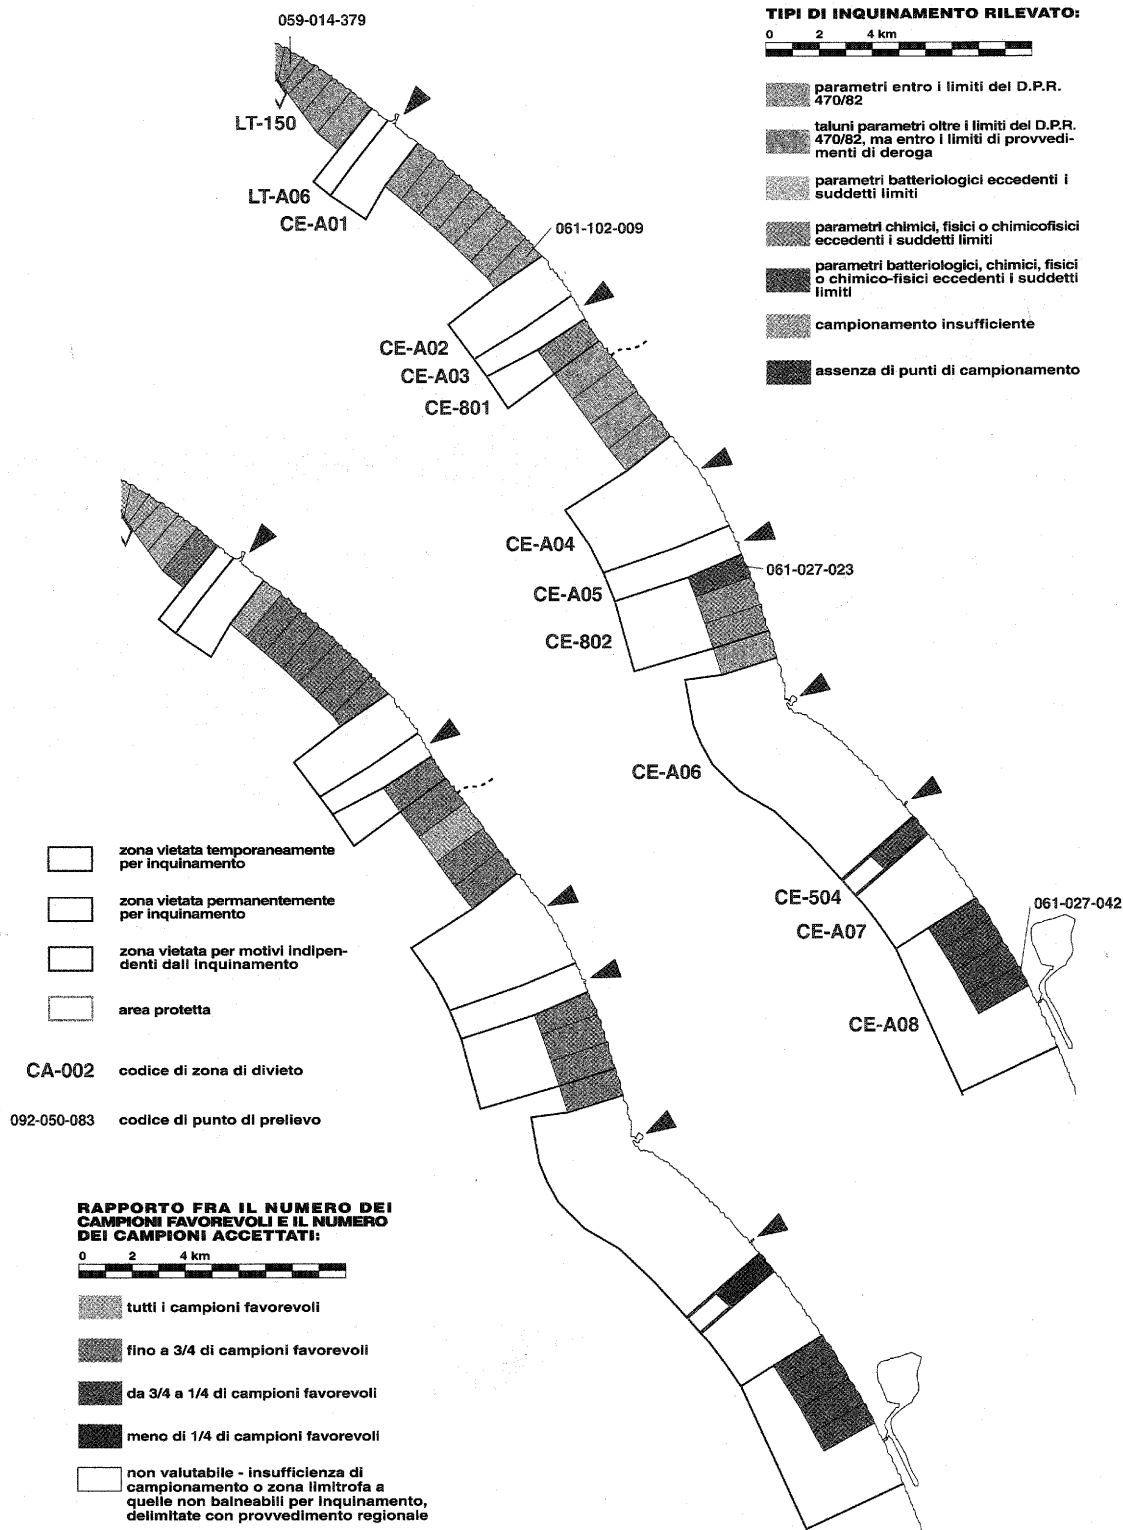 059-014-379
TIPI DI INQUINAMENTO RILEVATO:
0 2 4 km
parametri entro i limiti del D.P.R.
470/82
taluni parametri oltre i limiti del D.P.R.
470/82, ma entro i limiti di provvedi-
menti di deroga
parametri batteriologici eccedenti i
suddetti limiti
parametri chimici, fisici o chimicofisici
eccedenti i suddetti limiti
parametri batteriologici, chimici, fisici
o chimico-fisici eccedenti i suddetti
limiti
campionamento insufficiente
assenza di punti di campionamento
LT-150
LT-A06
CE-A01
061-102-009
CE-A02
CE-A03
CE-801
CE-A04
CE-A05
061-027-023
CE-802
CE-A06
CE-504
CE-A07
061-027-042
CE-A08
zona vietata temporaneamente
per inquinamento
zona vietata permanentemente
per inquinamento
zona vietata per motivi indipen-
denti dall inquinamento
area protetta
CA-002 codice di zona di divieto
092-050-083 codice di punto di prelievo
RAPPORTO FRA IL NUMERO DEI
CAMPIONI FAVOREVOLI E IL NUMERO
DEI CAMPIONI ACCETTATI:
0 2 4 km
tutti i campioni favorevoli
fino a 3/4 di campioni favorevoli
da 3/4 a 1/4 di campioni favorevoli
meno di 1/4 di campioni favorevoli
non valutabile - insufficienza di
campionamento o zona limitrofa a
quelle non balneabili per inquinamento,
delimitate con provvedimento regionale